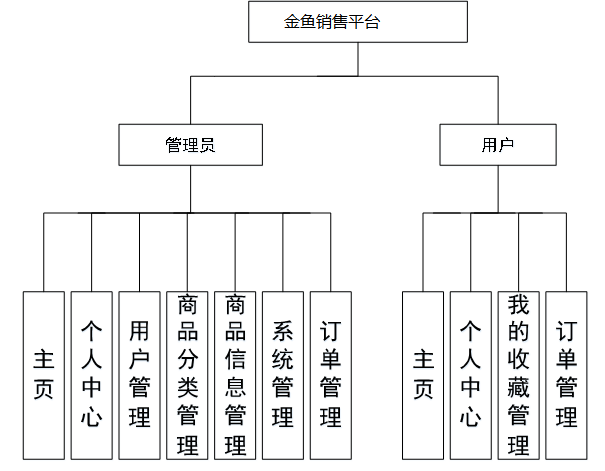 金鱼销售平台
管理员
用户
主页
个人中心
用户管理
商品分类管理
商品信息管理
系统管理
订单管理
主页
个人中心
我的收藏管理
订单管理